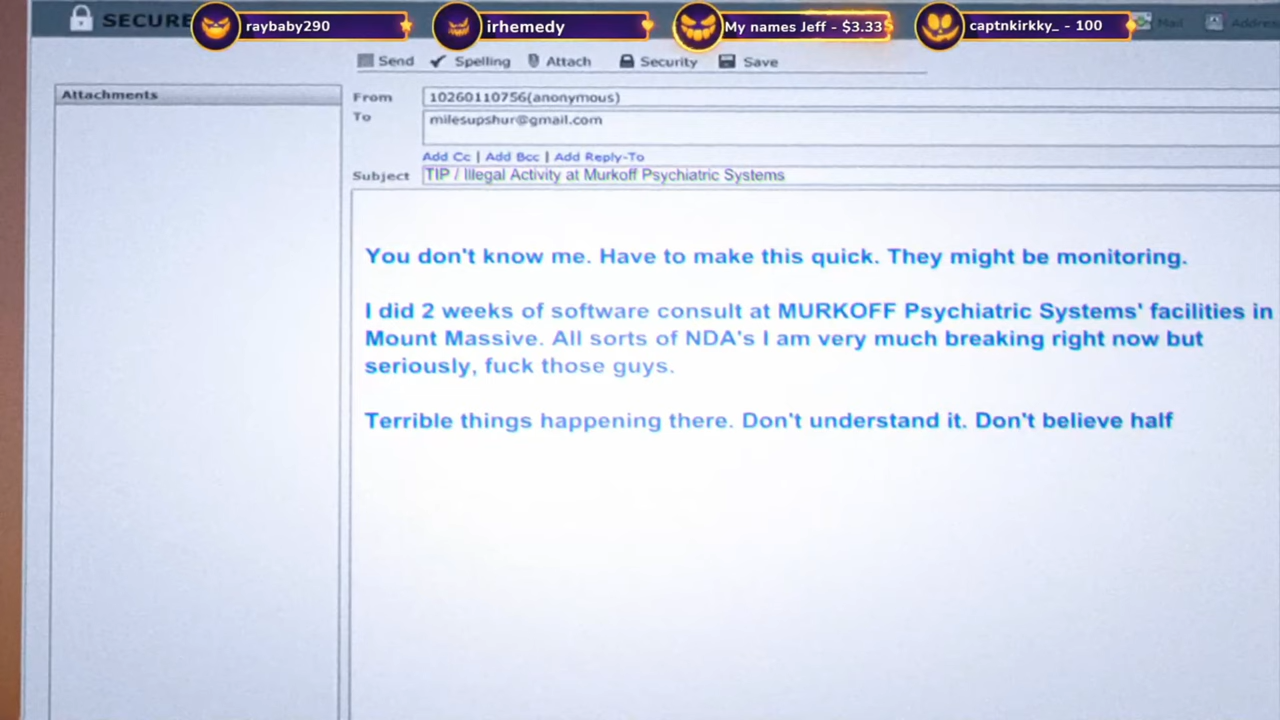 SECURE
raybaby290
irhemedy
My names Jeff - $3.33
captnkirkky_ - 100
Mail
Send Spelling Attach Security Save
Attachments
From 10260110756(anonymous)
To milesupshur@gmail.com
Add Cc | Add Bcc | Add Reply-To
Subject TIP / Illegal Activity at Murkoff Psychiatric Systems
You don't know me. Have to make this quick. They might be monitoring.
I did 2 weeks of software consult at MURKOFF Psychiatric Systems' facilities in
Mount Massive. All sorts of NDA's I am very much breaking right now but
seriously, fuck those guys.
Terrible things happening there. Don't understand it. Don't believe half